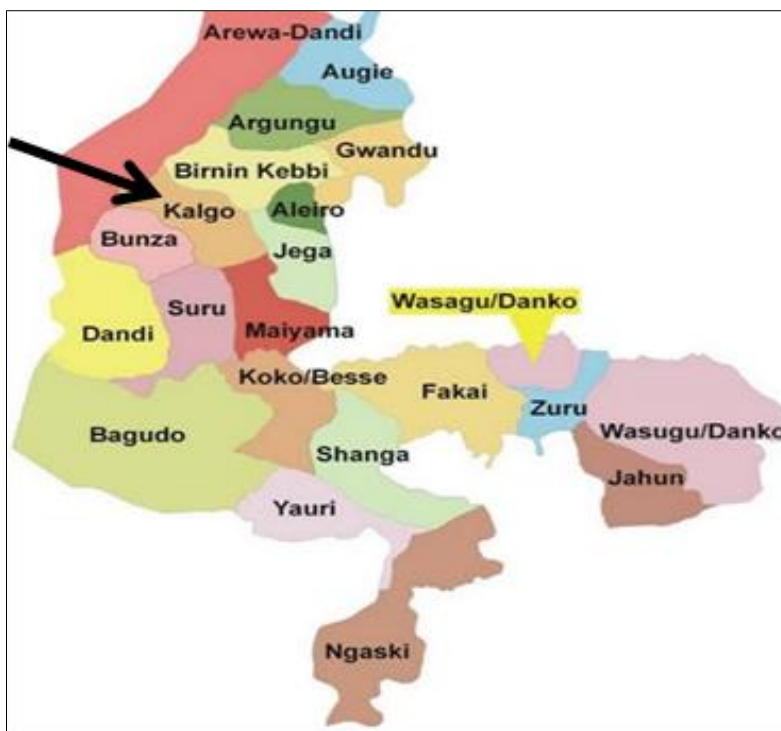 Arewa-Dandi
Augie
Argungu
Gwandu
Birnin Kebbi
Kalgo
Aleiro
Bunza
Jega
Wasagu/Danko
Suru
Dandi
Maiyama
Koko/Besse
Fakai
Zuru
Wasugu/Danko
Bagudo
Shanga
Jahun
Yauri
Ngaski